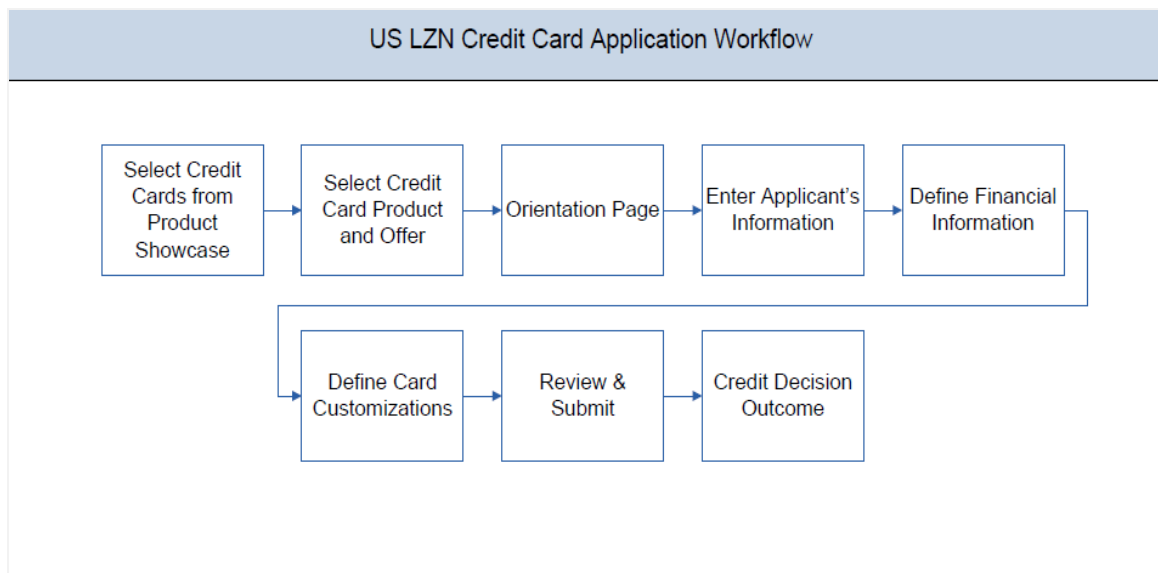 US LZN Credit Card Application Workflow
Select Credit
Cards from
Product
Showcase
Select Credit
Card Product
and Offer
Orientation Page
Enter Applicant's
Information
Define Financial
Information
Define Card
Customizations
Review &
Submit
Credit Decision
Outcome